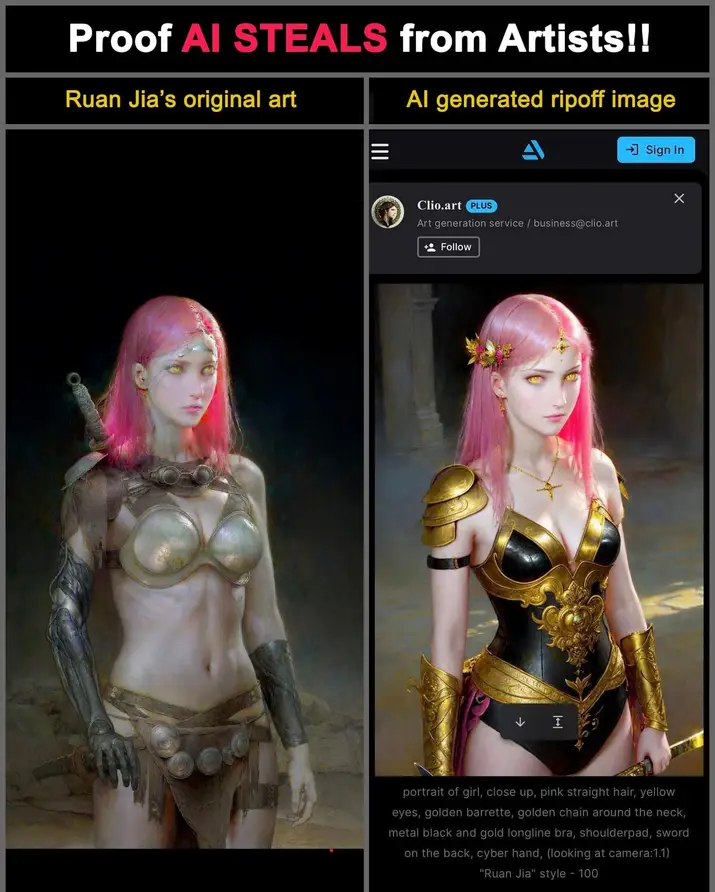 Proof AI STEALS from Artists!!
Ruan Jia's original art
AI generated ripoff image
Sign In
Clio.art PLUS
Art generation service / business@clio.art
Follow
portrait of girl, close up, pink straight hair, yellow
eyes, golden barrette, golden chain around the neck,
metal black and gold longline bra, shoulderpad, sword
on the back, cyber hand, (looking at camera:1.1)
"Ruan Jia" style - 100